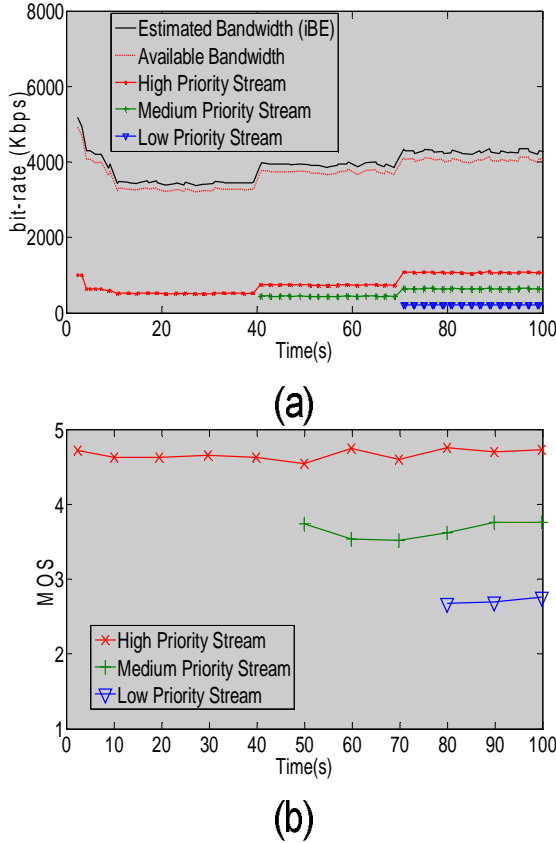 8000
6000
4000
2000
0
bit-rate (Kbps)
Estimated Bandwidth (iBE)
Available Bandwidth
High Priority Stream
Medium Priority Stream
Low Priority Stream
0 20 40 60 80 100
Time(s)
(a)
5
4
3
2
1
MOS
High Priority Stream
Medium Priority Stream
Low Priority Stream
0 10 20 30 40 50 60 70 80 90 100
Time(s)
(b)